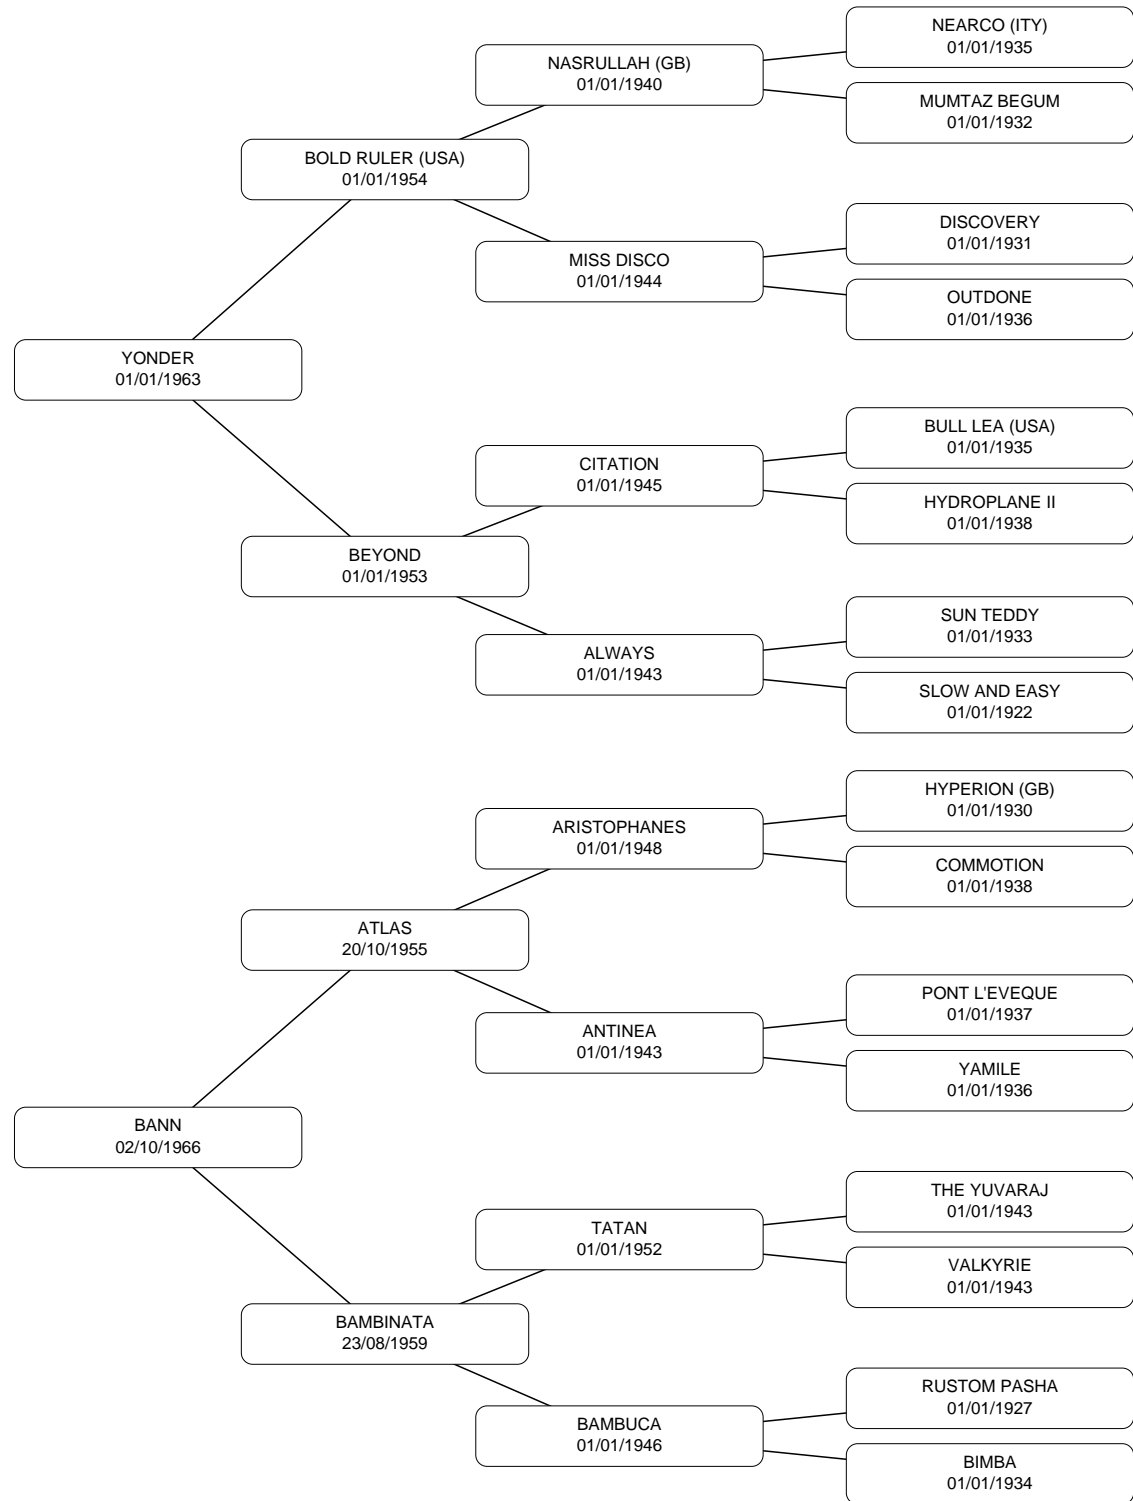 NEARCO (ITY)
01/01/1935
NASRULLAH (GB)
01/01/1940
MUMTAZ BEGUM
01/01/1932
BOLD RULER (USA)
01/01/1954
DISCOVERY
01/01/1931
MISS DISCO
01/01/1944
OUTDONE
01/01/1936
YONDER
01/01/1963
BULL LEA (USA)
01/01/1935
CITATION
01/01/1945
HYDROPLANE II
01/01/1938
BEYOND
01/01/1953
SUN TEDDY
01/01/1933
ALWAYS
01/01/1943
SLOW AND EASY
01/01/1922
HYPERION (GB)
01/01/1930
ARISTOPHANES
01/01/1948
COMMOTION
01/01/1938
ATLAS
20/10/1955
PONT L'EVEQUE
01/01/1937
ANTINEA
01/01/1943
YAMILE
01/01/1936
BANN
02/10/1966
THE YUVARAJ
01/01/1943
TATAN
01/01/1952
VALKYRIE
01/01/1943
BAMBINATA
23/08/1959
RUSTOM PASHA
01/01/1927
BAMBUCA
01/01/1946
BIMBA
01/01/1934